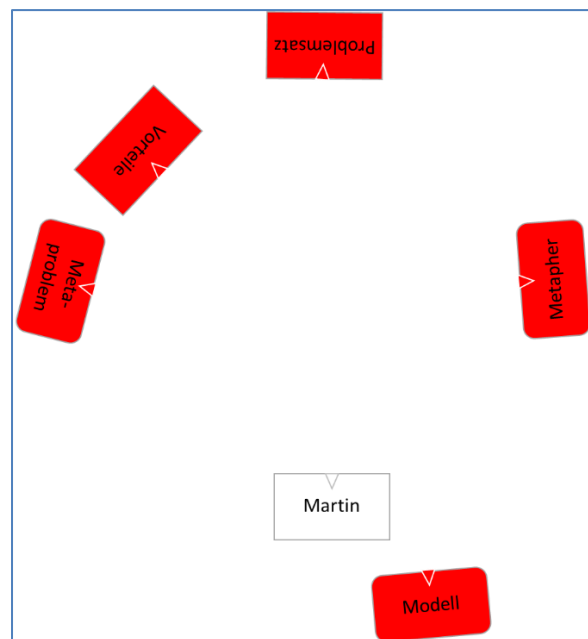 Problemsatz
Vorteile
Meta-
problem
Metapher
Martin
Modell